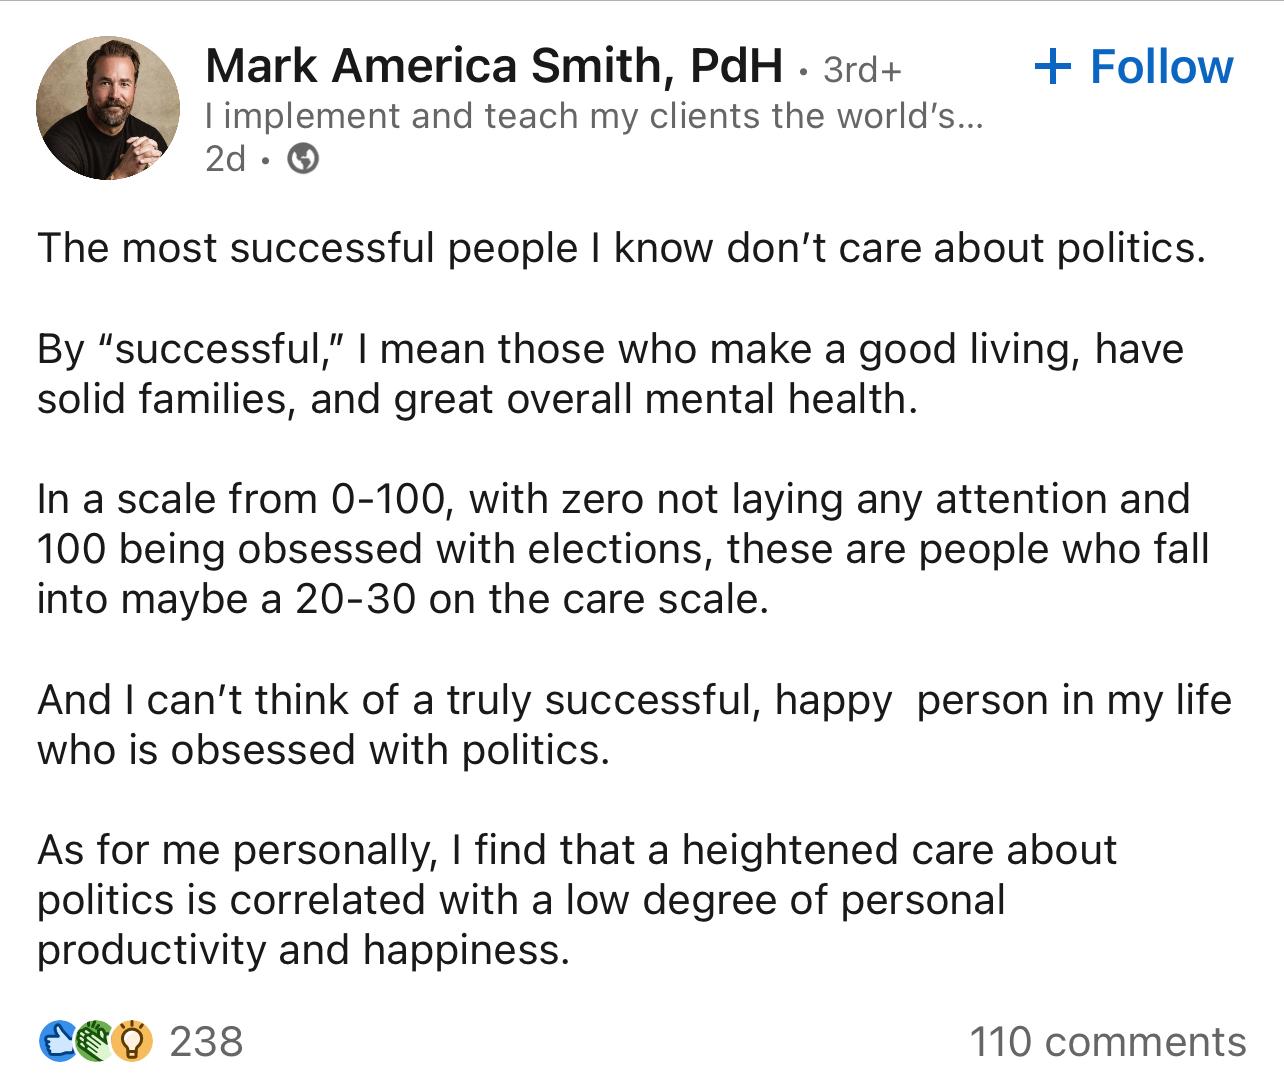 Mark America Smith, PdH • 3rd+
+ Follow
I implement and teach my clients the world’s...
2d •
The most successful people I know don’t care about politics.
By “successful,” I mean those who make a good living, have
solid families, and great overall mental health.
In a scale from 0-100, with zero not laying any attention and
100 being obsessed with elections, these are people who fall
into maybe a 20-30 on the care scale.
And I can’t think of a truly successful, happy  person in my life
who is obsessed with politics.
As for me personally, I find that a heightened care about
politics is correlated with a low degree of personal
productivity and happiness.
238
110 comments